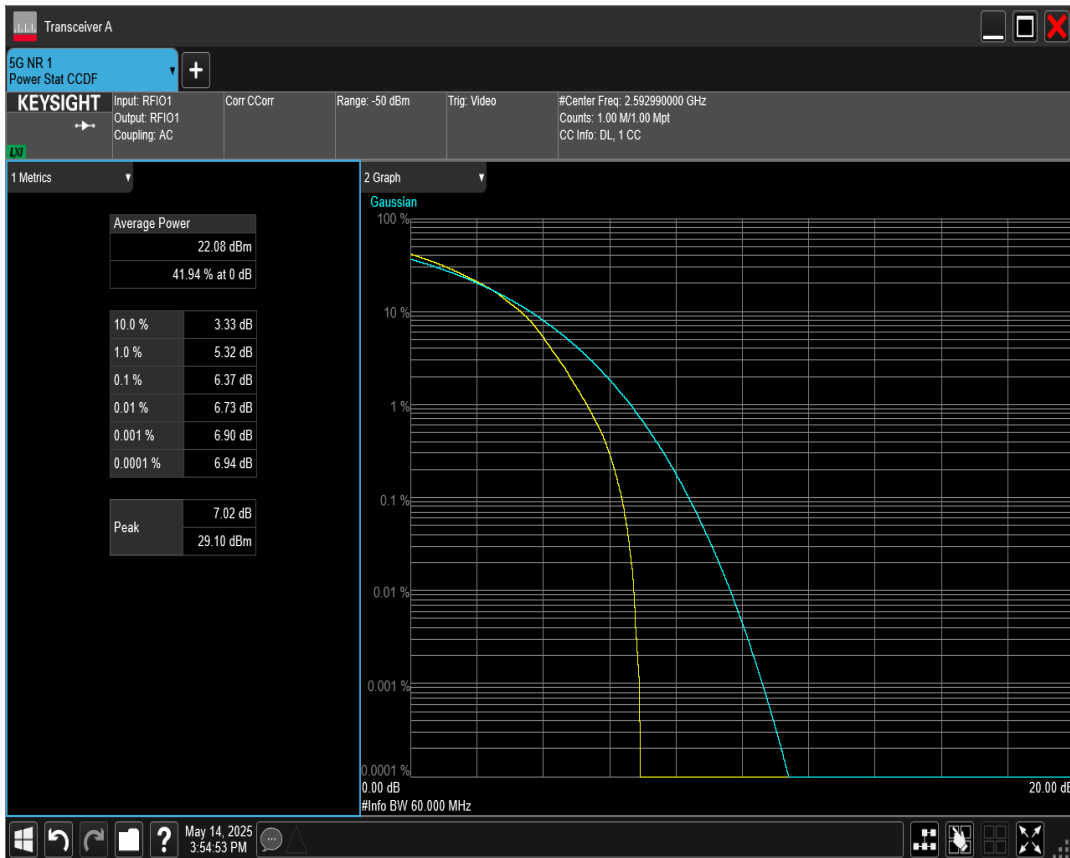 Transceiver A
5G NR 1
Power Stat CCDF
+
KEYSIGHT
LXI
Input: RFIO1
Output: RFIO1
Coupling: AC
Corr CCorr
Range: -50 dBm
Trig: Video
#Center Freq: 2.592990000 GHz
Counts: 1.00 M/1.00 Mpt
CC Info: DL, 1 CC
1 Metrics
Average Power
22.08 dBm
41.94 % at 0 dB
10.0 % 3.33 dB
1.0 % 5.32 dB
0.1 % 6.37 dB
0.01 % 6.73 dB
0.001 % 6.90 dB
0.0001 % 6.94 dB
Peak 7.02 dB
29.10 dBm
2 Graph
Gaussian
100 %
10 %
1 %
0.1 %
0.01 %
0.001 %
0.0001 %
0.00 dB 20.00 dB
#Info BW 60.000 MHz
? May 14, 2025
3:54:53 PM